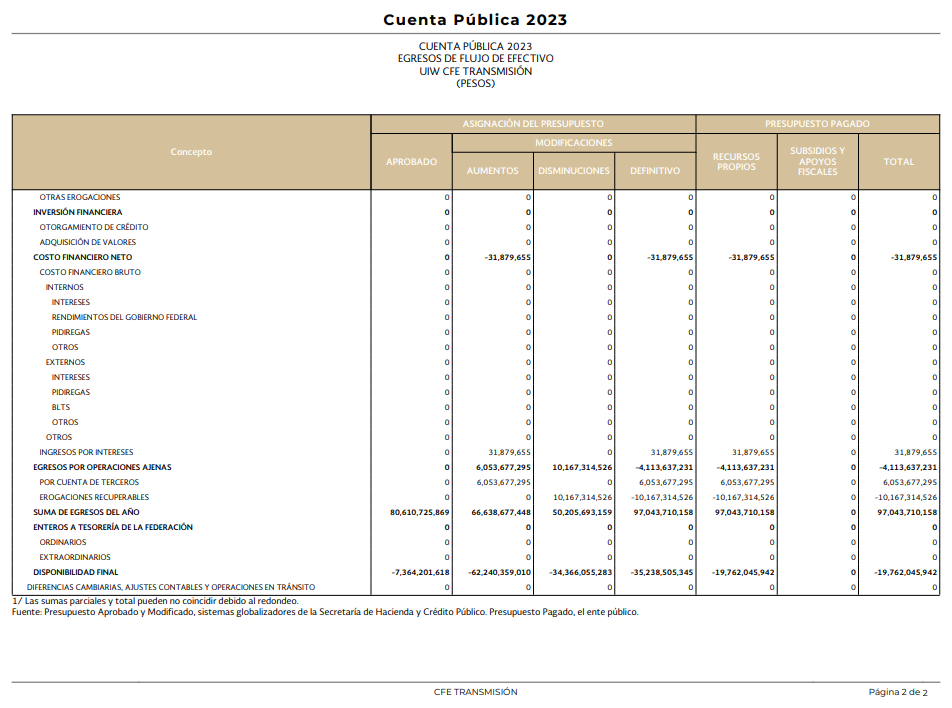 Cuenta Pública 2023
CUENTA PÚBLICA 2023
EGRESOS DE FLUJO DE EFECTIVO
UIW CFE TRANSMISIÓN
(PESOS)
Concepto
ASIGNACIÓN DEL PRESUPUESTO
PRESUPUESTO PAGADO
APROBADO
MODIFICACIONES
AUMENTOS
DISMINUCIONES
DEFINITIVO
RECURSOS PROPIOS
SUBSIDIOS Y APOYOS FISCALES
TOTAL
OTRAS EROGACIONES 0 0 0 0 0 0 0
INVERSIÓN FINANCIERA 0 0 0 0 0 0 0
OTORGAMIENTO DE CRÉDITO 0 0 0 0 0 0 0
ADQUISICIÓN DE VALORES 0 0 0 0 0 0 0
COSTO FINANCIERO NETO 0 -31,879,655 0 -31,879,655 -31,879,655 0 -31,879,655
COSTO FINANCIERO BRUTO 0 0 0 0 0 0 0
INTERNOS 0 0 0 0 0 0 0
INTERESES 0 0 0 0 0 0 0
RENDIMIENTOS DEL GOBIERNO FEDERAL 0 0 0 0 0 0 0
PIDIREGAS 0 0 0 0 0 0 0
OTROS 0 0 0 0 0 0 0
EXTERNOS 0 0 0 0 0 0 0
INTERESES 0 0 0 0 0 0 0
PIDIREGAS 0 0 0 0 0 0 0
BLTS 0 0 0 0 0 0 0
OTROS 0 0 0 0 0 0 0
OTROS 0 0 0 0 0 0 0
INGRESOS POR INTERESES 0 31,879,655 0 31,879,655 31,879,655 0 31,879,655
EGRESOS POR OPERACIONES AJENAS 0 6,053,677,295 10,167,314,526 -4,113,637,231 -4,113,637,231 0 -4,113,637,231
POR CUENTA DE TERCEROS 0 6,053,677,295 0 6,053,677,295 6,053,677,295 0 6,053,677,295
EROGACIONES RECUPERABLES 0 0 10,167,314,526 -10,167,314,526 -10,167,314,526 0 -10,167,314,526
SUMA DE EGRESOS DEL AÑO 80,610,725,869 66,638,677,448 50,205,693,159 97,043,710,158 97,043,710,158 0 97,043,710,158
ENTEROS A TESORERÍA DE LA FEDERACIÓN 0 0 0 0 0 0 0
ORDINARIOS 0 0 0 0 0 0 0
EXTRAORDINARIOS 0 0 0 0 0 0 0
DISPONIBILIDAD FINAL -7,364,201,618 -62,240,359,010 -34,366,055,283 -35,238,505,345 -19,762,045,942 0 -19,762,045,942
DIFERENCIAS CAMBIARIAS, AJUSTES CONTABLES Y OPERACIONES EN TRÁNSITO 0 0 0 0 0 0 0
1/ Las sumas parciales y total pueden no coincidir debido al redondeo.
Fuente: Presupuesto Aprobado y Modificado, sistemas globalizadores de la Secretaría de Hacienda y Crédito Público. Presupuesto Pagado, el ente público.
CFE TRANSMISIÓN
Página 2 de 2